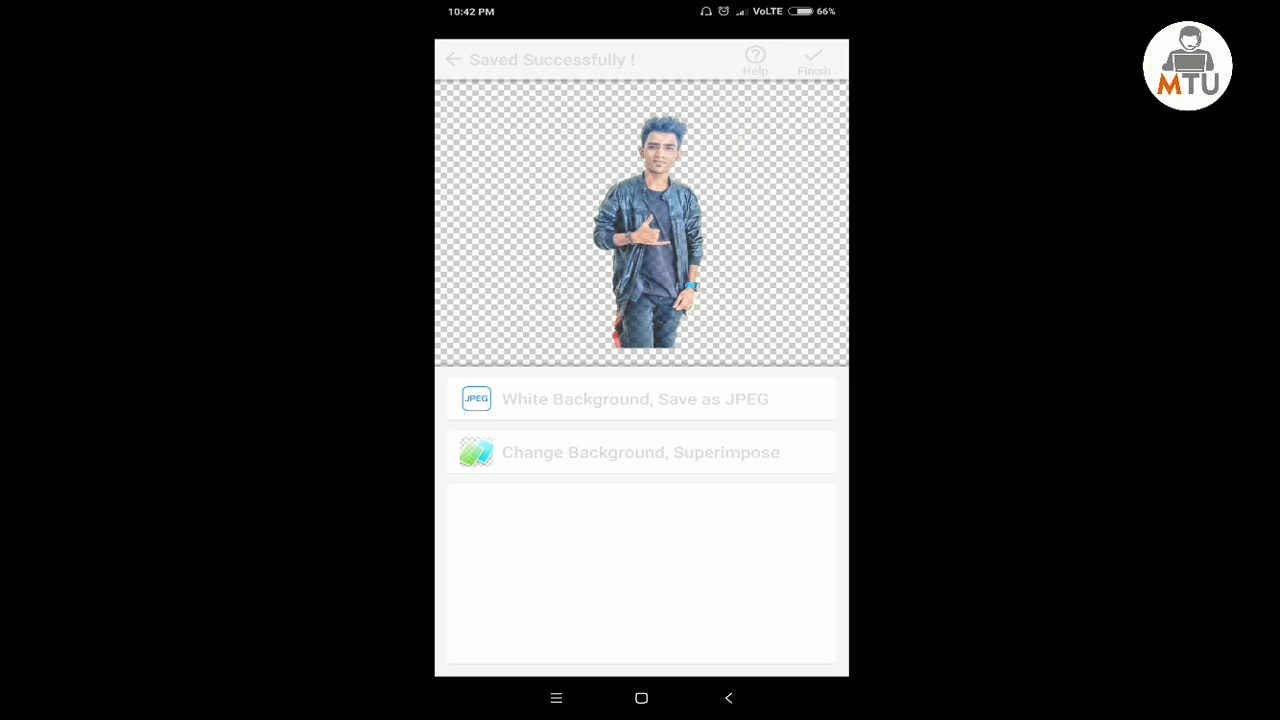 10:42 PM VoLTE 66%
MTU
Saved Successfully !
Help
Finish
JPEG White Background, Save as JPEG
Change Background, Superimpose